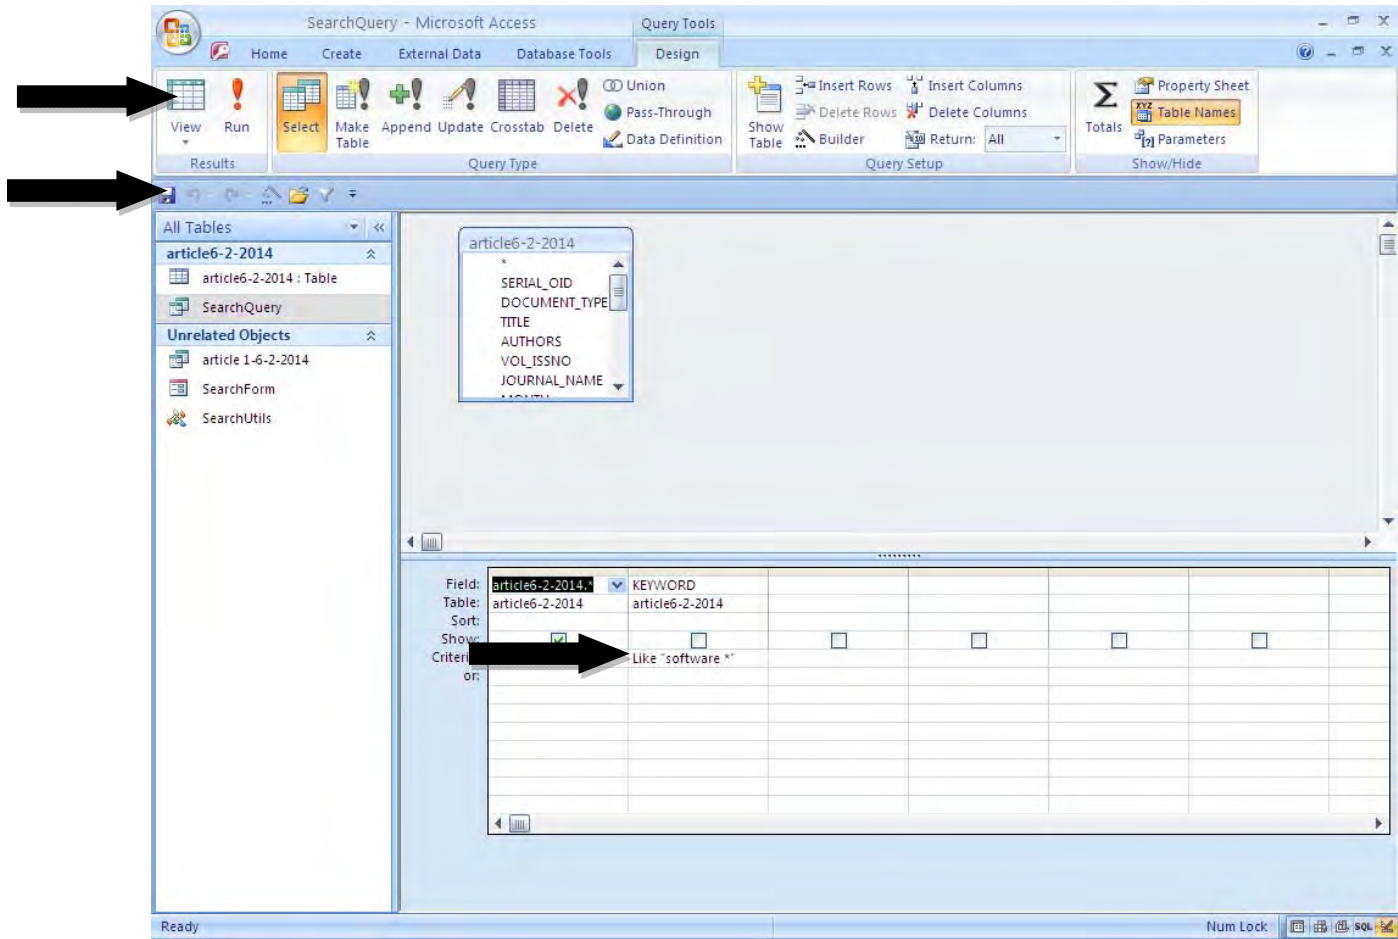 SearchQuery - Microsoft Access
Query Tools
Home Create External Data Database Tools Design
View Run Select Make Table Append Update Crosstab Delete
Union
Pass-Through
Data Definition
Show Table
Insert Rows
Delete Rows
Builder
Insert Columns
Delete Columns
Return: All
Totals
Property Sheet
Table Names
Parameters
Results Query Type Query Setup Show/Hide
All Tables
article6-2-2014
article6-2-2014 : Table
SearchQuery
Unrelated Objects
article 1-6-2-2014
SearchForm
SearchUtils
article6-2-2014
*
SERIAL_OID
DOCUMENT_TYPE
TITLE
AUTHORS
VOL_ISSNO
JOURNAL_NAME
MONTH
Field: article6-2-2014.* KEYWORD
Table: article6-2-2014 article6-2-2014
Sort:
Show:
Criteri Like "software *"
or:
Ready Num Lock SQL